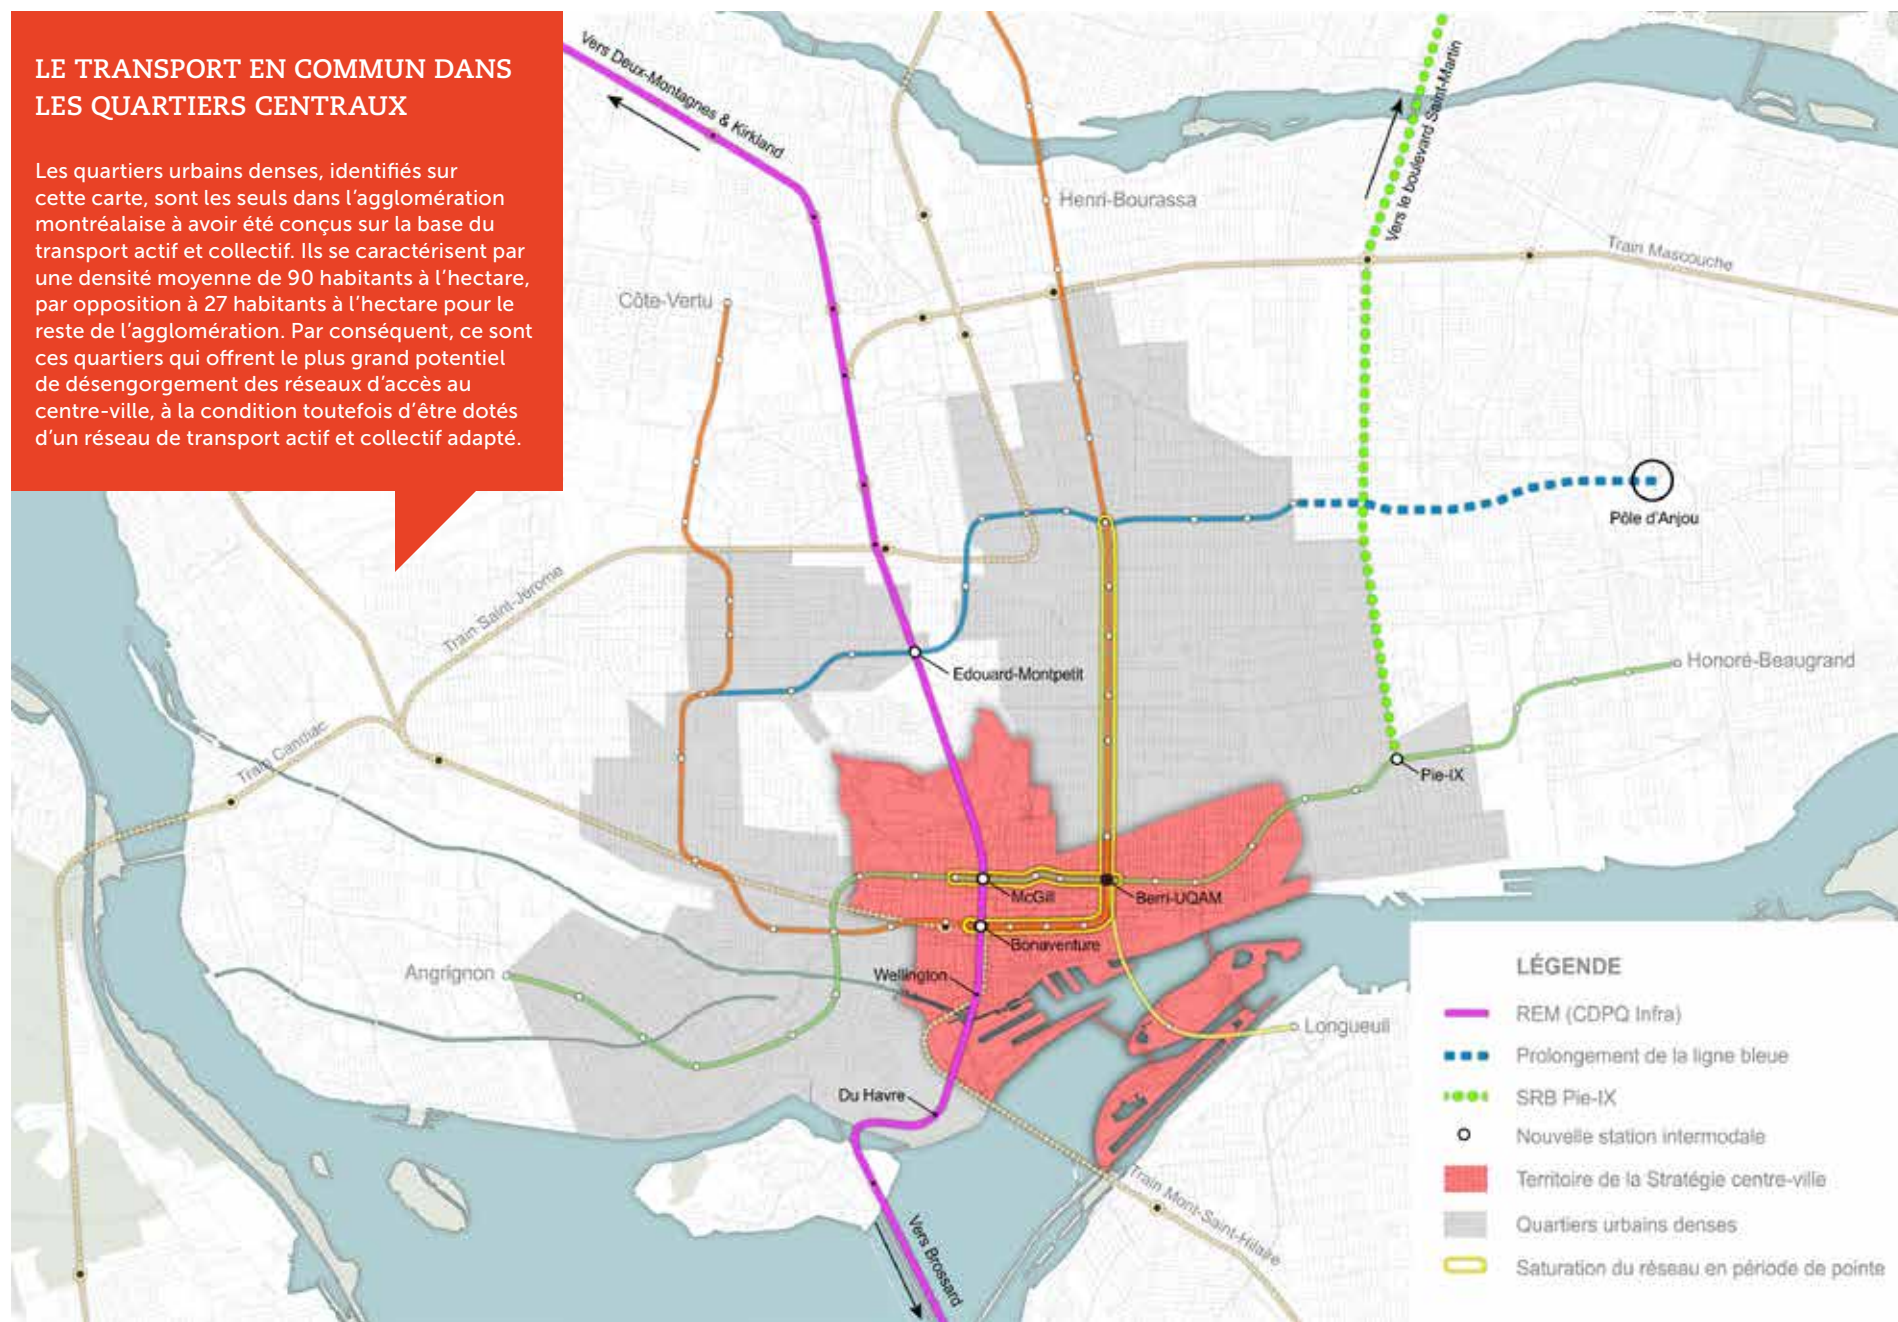 LE TRANSPORT EN COMMUN DANS
LES QUARTIERS CENTRAUX
Les quartiers urbains denses, identifiés sur
cette carte, sont les seuls dans l’agglomération
montréalaise à avoir été conçus sur la base du
transport actif et collectif. Ils se caractérisent par
une densité moyenne de 90 habitants à l’hectare,
par opposition à 27 habitants à l’hectare pour le
reste de l’agglomération. Par conséquent, ce sont
ces quartiers qui offrent le plus grand potentiel
de désengorgement des réseaux d’accès au
centre-ville, à la condition toutefois d’être dotés
d’un réseau de transport actif et collectif adapté.
Vers Deux-Montagnes & Kirkland
Vers le boulevard Saint-Martin
Henri-Bourassa
Train Mascouche
Côte-Vertu
Pôle d'Anjou
Train Saint-Jérome
Edouard-Montpetit
Honoré-Beaugrand
Train Candiac
Pie-IX
McGill
Berri-UQAM
Bonaventure
Angrignon
Wellington
Longueuil
Du Havre
Train Mont-Saint-Hilaire
Vers Brossard
LÉGENDE
REM (CDPQ Infra)
Prolongement de la ligne bleue
SRB Pie-IX
Nouvelle station intermodale
Territoire de la Stratégie centre-ville
Quartiers urbains denses
Saturation du réseau en période de pointe